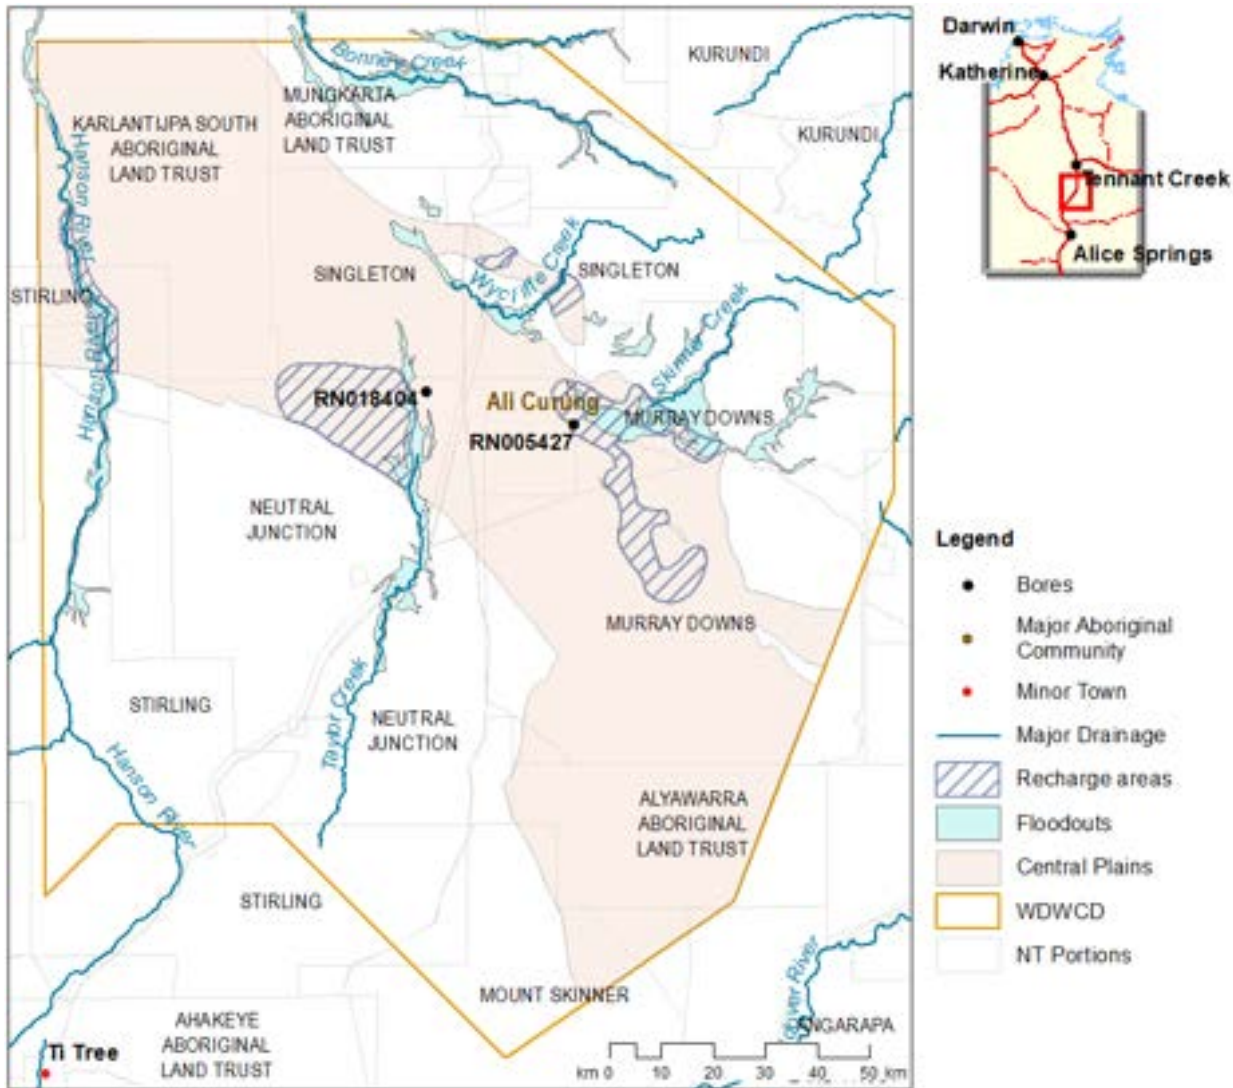 Bonney Creek
KURUNDI
MUNGKARTA
ABORIGINAL
LAND TRUST
KARLANTIJPA SOUTH
ABORIGINAL
LAND TRUST
KURUNDI
Hanson River
SINGLETON
Wycliffe Creek
SINGLETON
STIRLING
Hanson River
Skinner Creek
RN018404
Ali Curung
MURRAY DOWNS
RN005427
NEUTRAL
JUNCTION
MURRAY DOWNS
STIRLING
Taylor Creek
NEUTRAL
JUNCTION
Hanson River
ALYAWARRA
ABORIGINAL
LAND TRUST
STIRLING
MOUNT SKINNER
River
AHAKEYE
ABORIGINAL
LAND TRUST
Ti Tree
km 0 10 20 30 40 50 km
Darwin
Katherine
Tennant Creek
Alice Springs
Legend
Bores
Major Aboriginal
Community
Minor Town
Major Drainage
Recharge areas
Floodouts
Central Plains
WDWCD
NT Portions